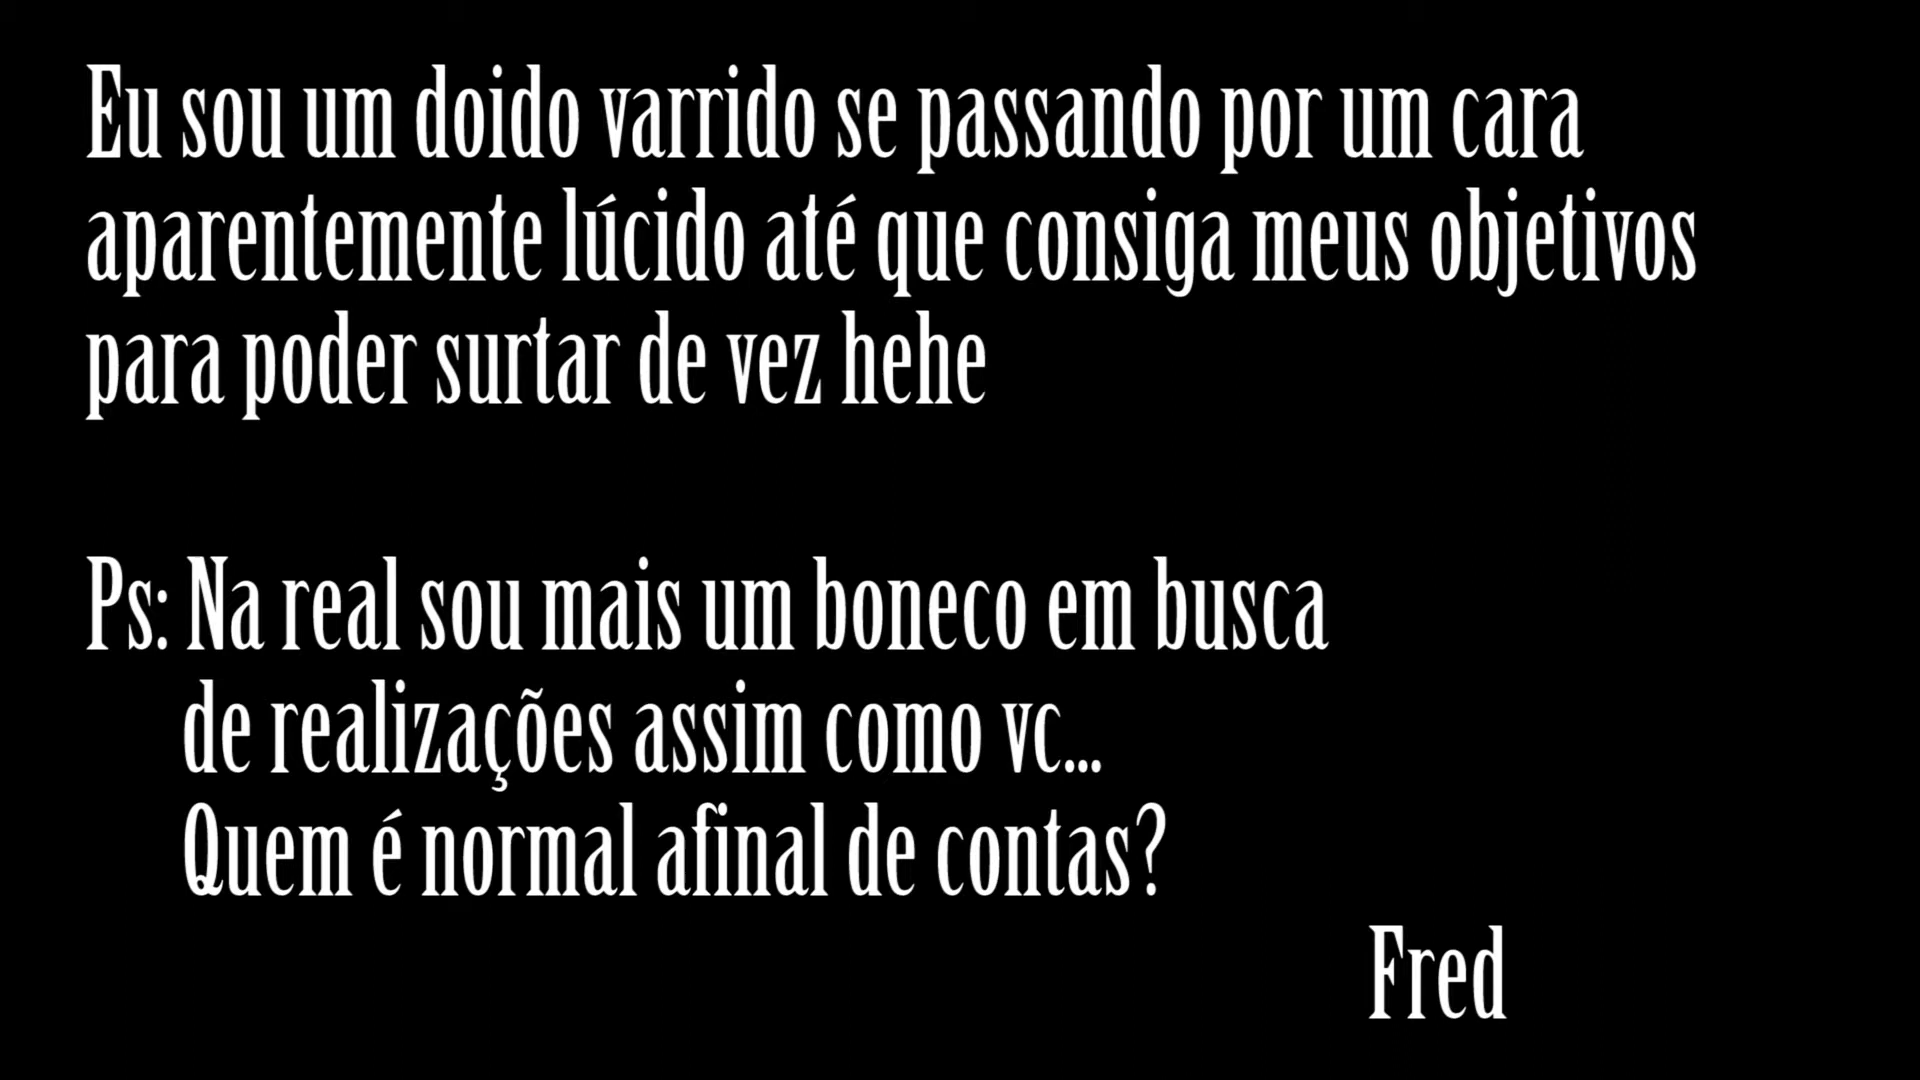 Eu sou um doido varrido se passando por um cara
aparentemente lúcido até que consiga meus objetivos
para poder surtar de vez hehe
Ps: Na real sou mais um boneco em busca
de realizações assim como vc...
Quem é normal afinal de contas?
Fred